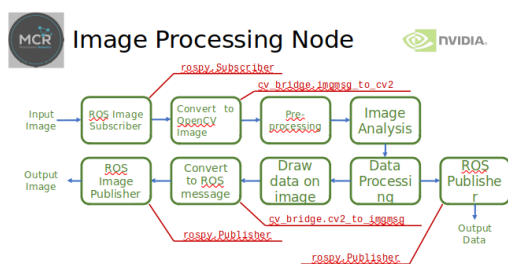 MCR
Image Processing Node
NVIDIA.
rospy.Subscriber
cv_bridge.imgmsg_to_cv2
Input
Image
ROS Image
Subscriber
Convert to
OpenCV
Image
Pre-
processing
Image
Analysis
Output
Image
ROS
Image
Publisher
Convert to
ROS
message
Draw
data on
image
Data
Processi
ng
ROS
Publishe
r
cv_bridge.cv2_to_imgmsg
rospy.Publisher
rospy.Publisher
Output
Data